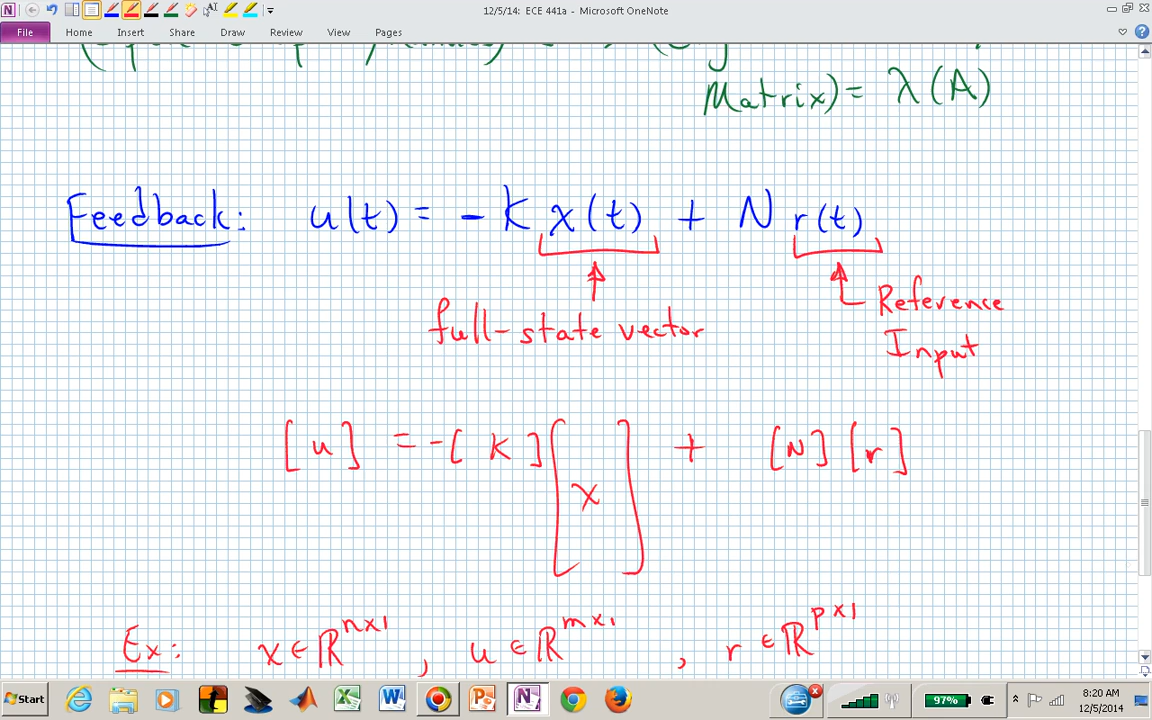 12/5/14: ECE 441a - Microsoft OneNote
File Home Insert Share Draw Review View Pages
Matrix) = λ(A)
Feedback: u(t) = - K x(t) + N r(t)
full-state vector
Reference
Input
[u] = -[K][x] + [N][r]
Ex: x ∈ ℝ^{n×1}, u ∈ ℝ^{m×1}, r ∈ ℝ^{p×1}
Start 97% 8:20 AM
12/5/2014